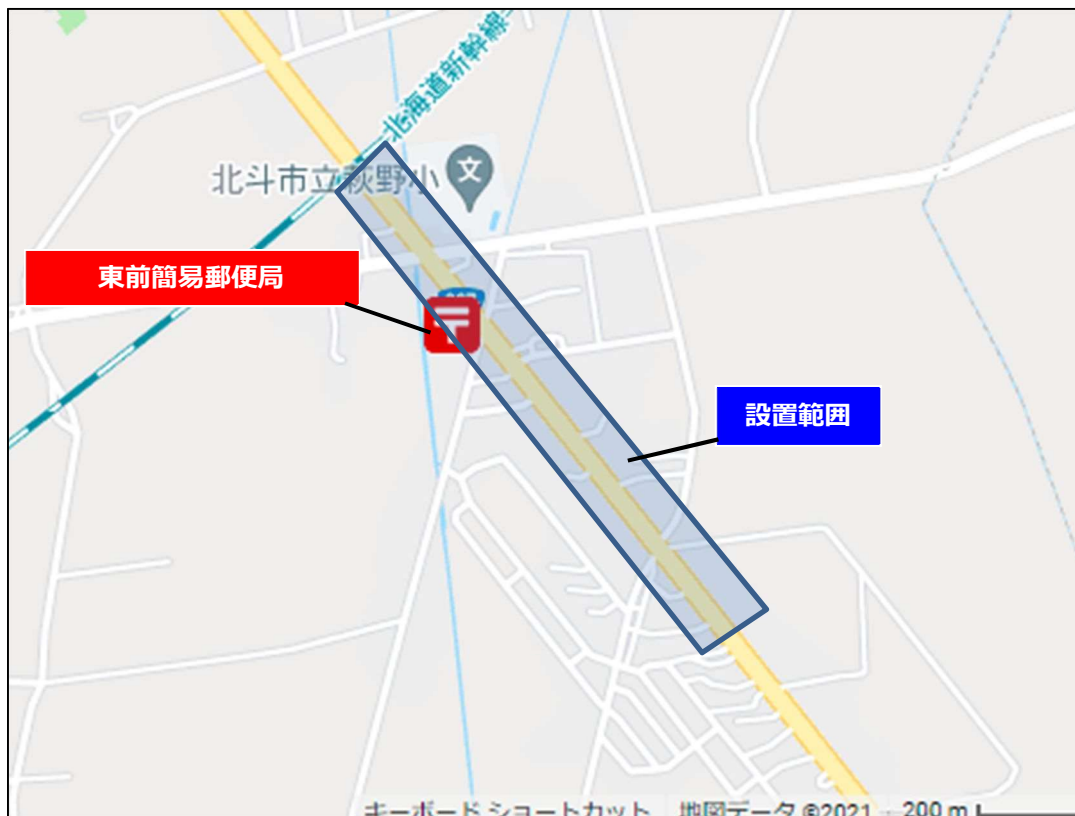 北海道新幹線
北斗市立萩野小
文
東前簡易郵便局
設置範囲
キーボード ショートカット 地図データ ©2021 200 m